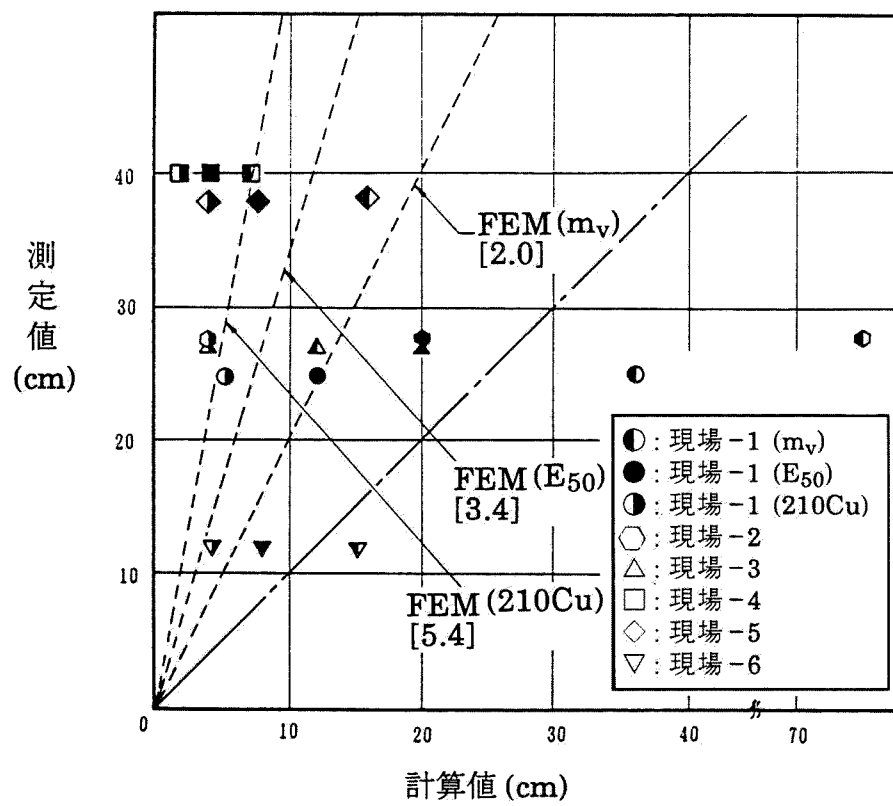 測定値
(cm)
40
30
20
10
0
10
20
30
40
70
計算値 (cm)
FEM (mv)
[2.0]
FEM (E50)
[3.4]
FEM (210Cu)
[5.4]
: 現場-1 (mv)
: 現場-1 (E50)
: 現場-1 (210Cu)
: 現場-2
: 現場-3
: 現場-4
: 現場-5
: 現場-6